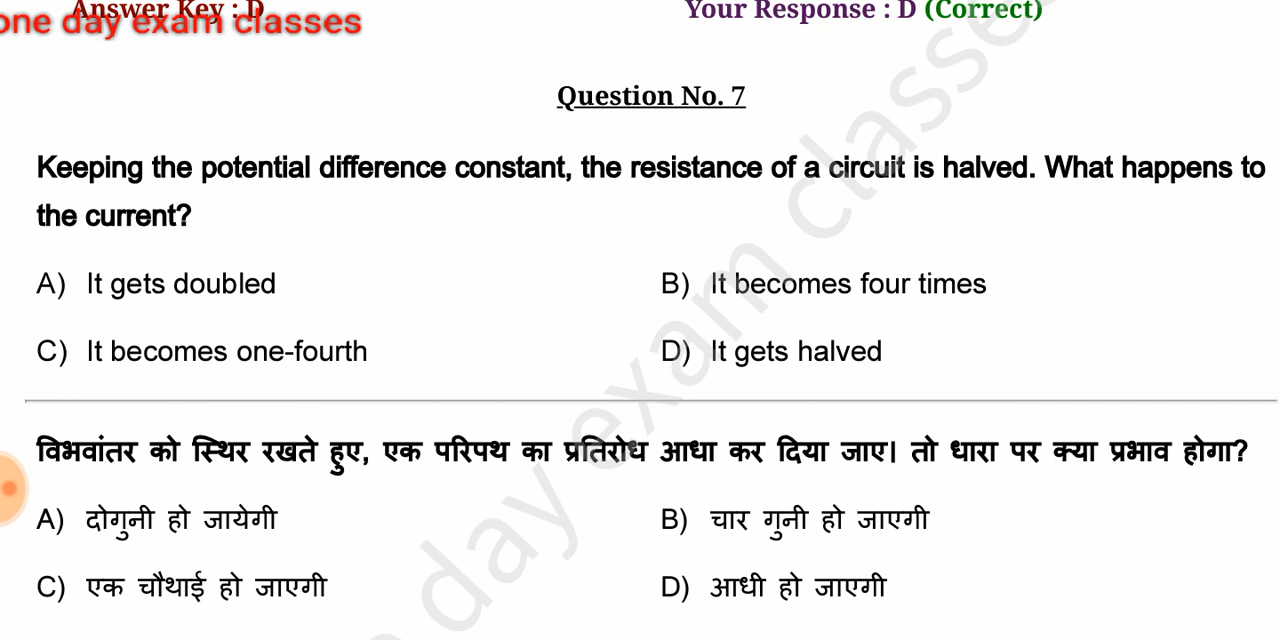 Answer Key : D Your Response : D (Correct)
one day exam classes
Question No. 7
Keeping the potential difference constant, the resistance of a circuit is halved. What happens to
the current?
A) It gets doubled B) It becomes four times
C) It becomes one-fourth D) It gets halved
विभवांतर को स्थिर रखते हुए, एक परिपथ का प्रतिरोध आधा कर दिया जाए। तो धारा पर क्या प्रभाव होगा?
A) दोगुनी हो जायेगी B) चार गुनी हो जाएगी
C) एक चौथाई हो जाएगी D) आधी हो जाएगी
day exam classes